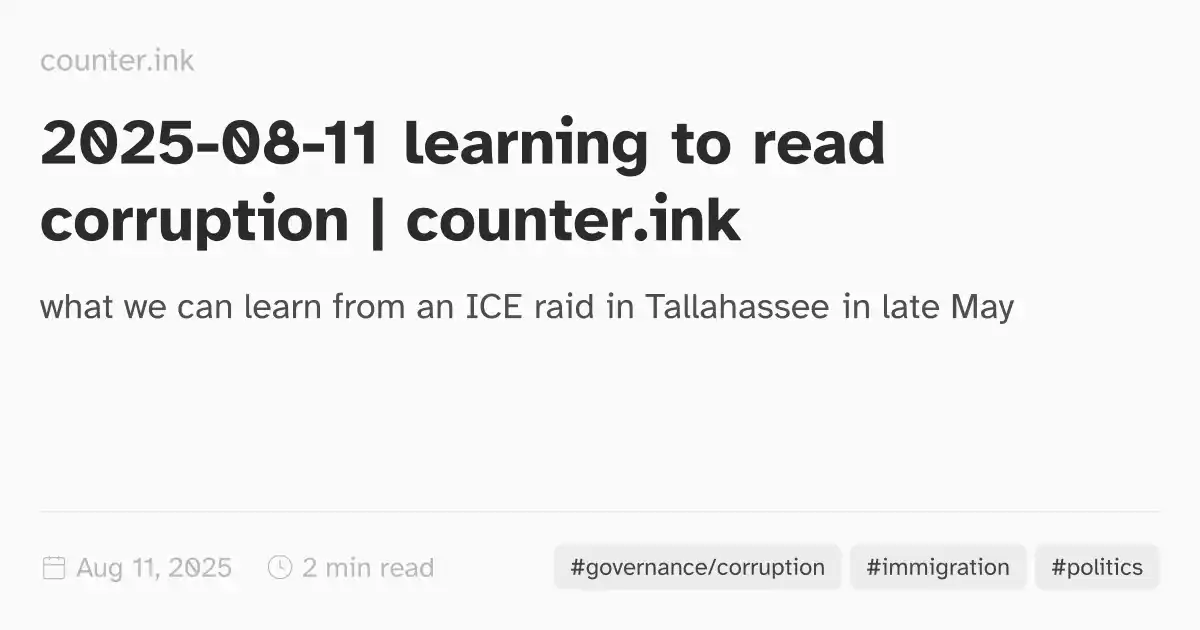 counter.ink
2025-08-11 learning to read
corruption | counter.ink
what we can learn from an ICE raid in Tallahassee in late May
Aug 11, 2025 2 min read #governance/corruption #immigration #politics